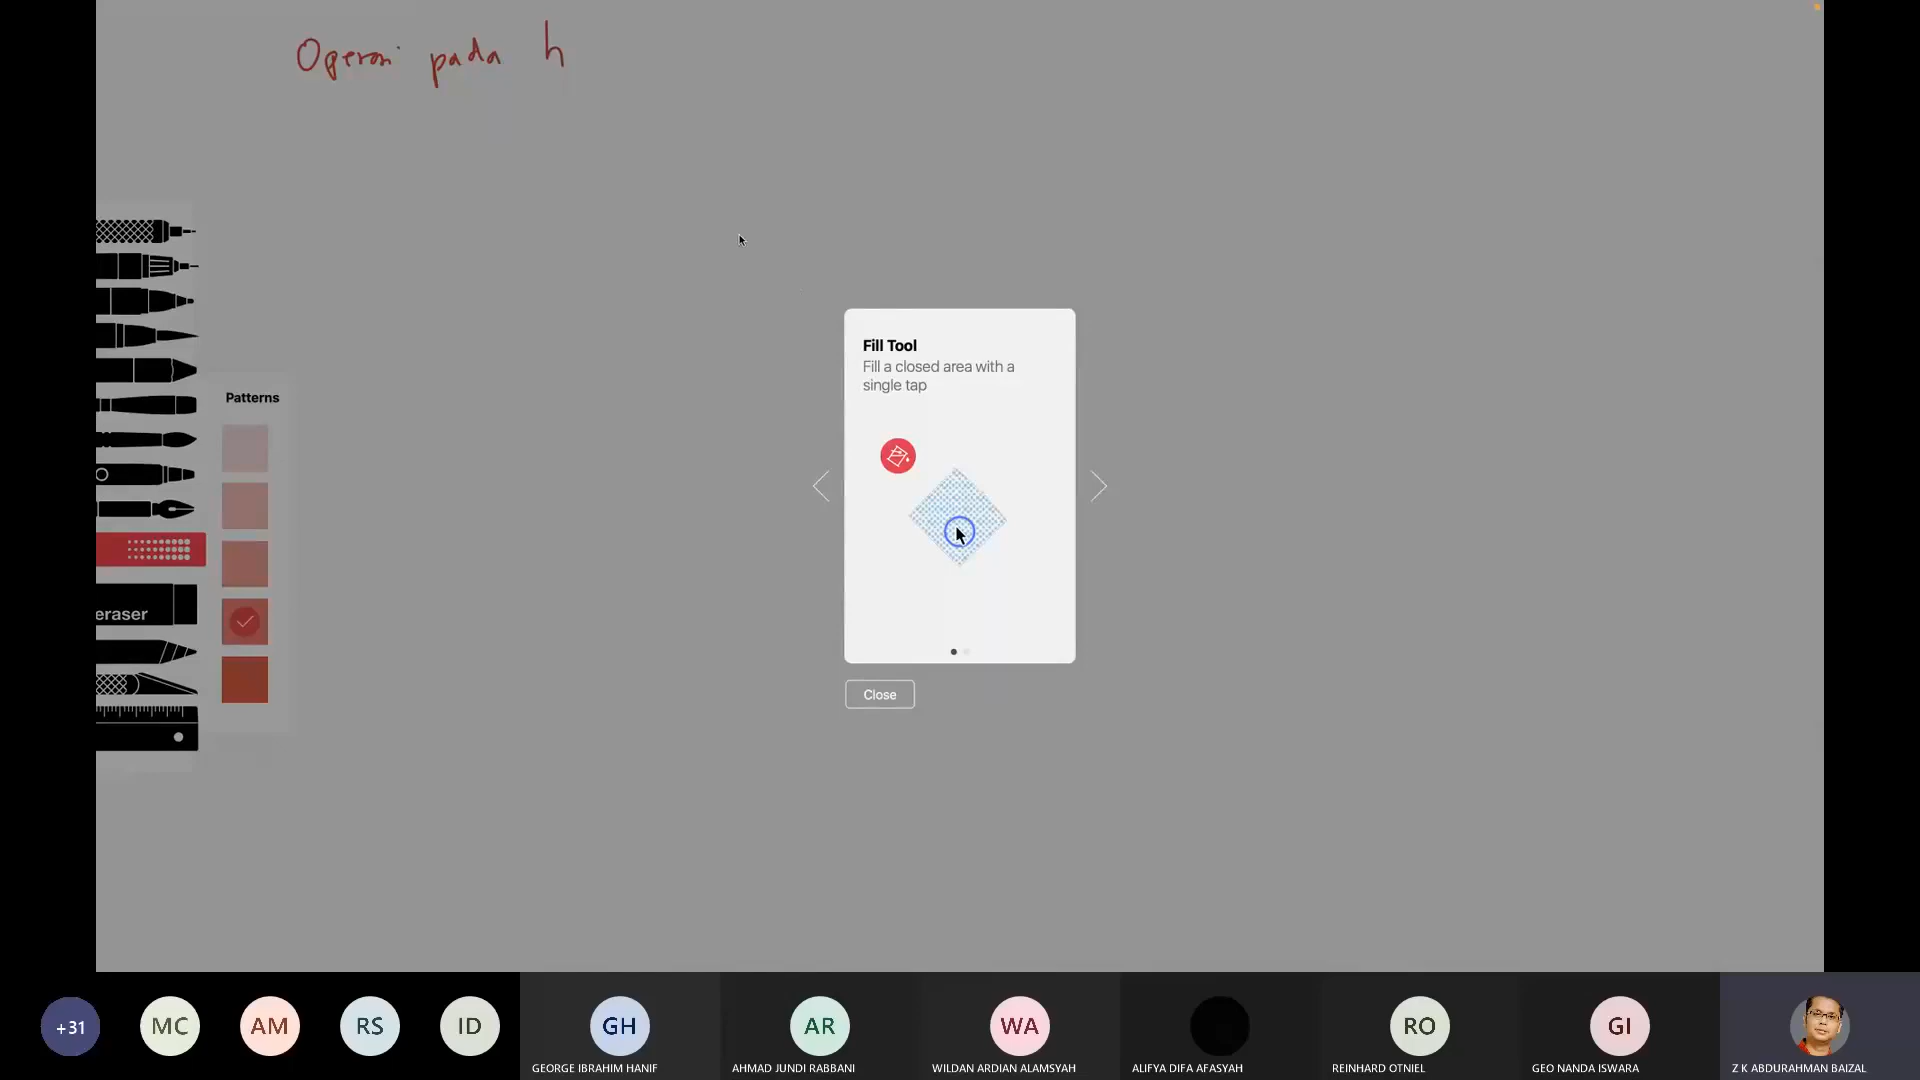 Operasi pada h
Patterns
eraser
Fill Tool
Fill a closed area with a
single tap
Close
+31
MC
AM
RS
ID
GH
GEORGE IBRAHIM HANIF
AR
AHMAD JUNDI RABBANI
WA
WILDAN ARDIAN ALAMSYAH
ALIFYA DIFA AFASYAH
RO
REINHARD OTNIEL
GI
GEO NANDA ISWARA
Z K ABDURAHMAN BAIZAL